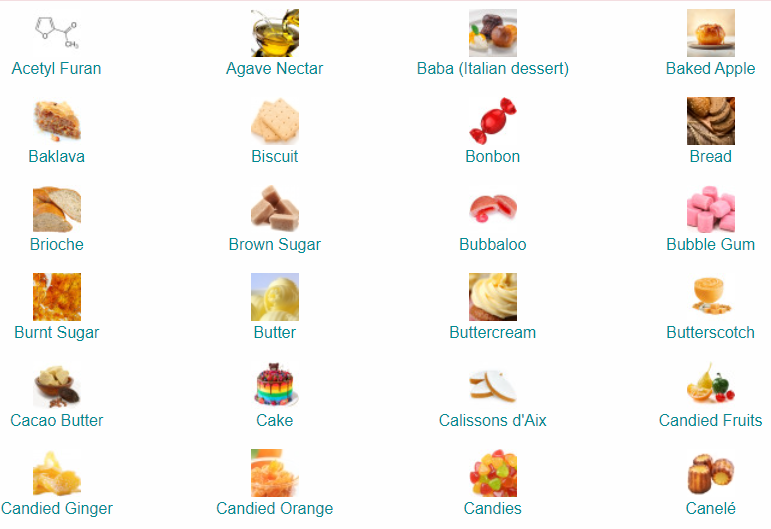 Acetyl Furan
Agave Nectar
Baba (Italian dessert)
Baked Apple
Baklava
Biscuit
Bonbon
Bread
Brioche
Brown Sugar
Bubbaloo
Bubble Gum
Burnt Sugar
Butter
Buttercream
Butterscotch
Cacao Butter
Cake
Calissons d'Aix
Candied Fruits
Candied Ginger
Candied Orange
Candies
Canelé